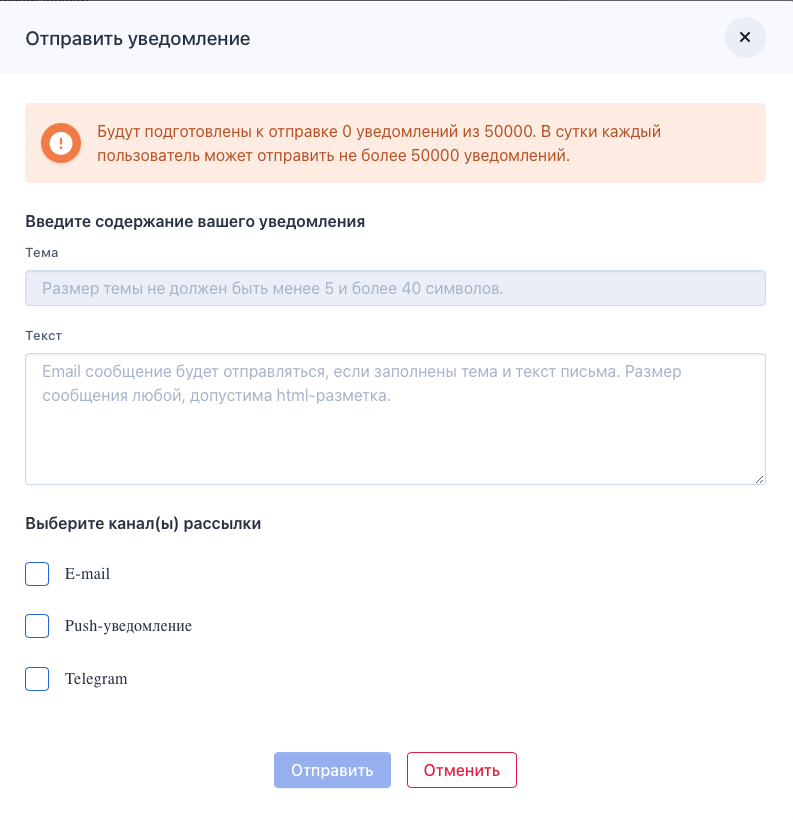 Отправить уведомление
Будут подготовлены к отправке 0 уведомлений из 50000. В сутки каждый
пользователь может отправить не более 50000 уведомлений.
Введите содержание вашего уведомления
Тема
Размер темы не должен быть менее 5 и более 40 символов.
Текст
Email сообщение будет отправляться, если заполнены тема и текст письма. Размер
сообщения любой, допустима html-разметка.
Выберите канал(ы) рассылки
E-mail
Push-уведомление
Telegram
Отправить
Отменить